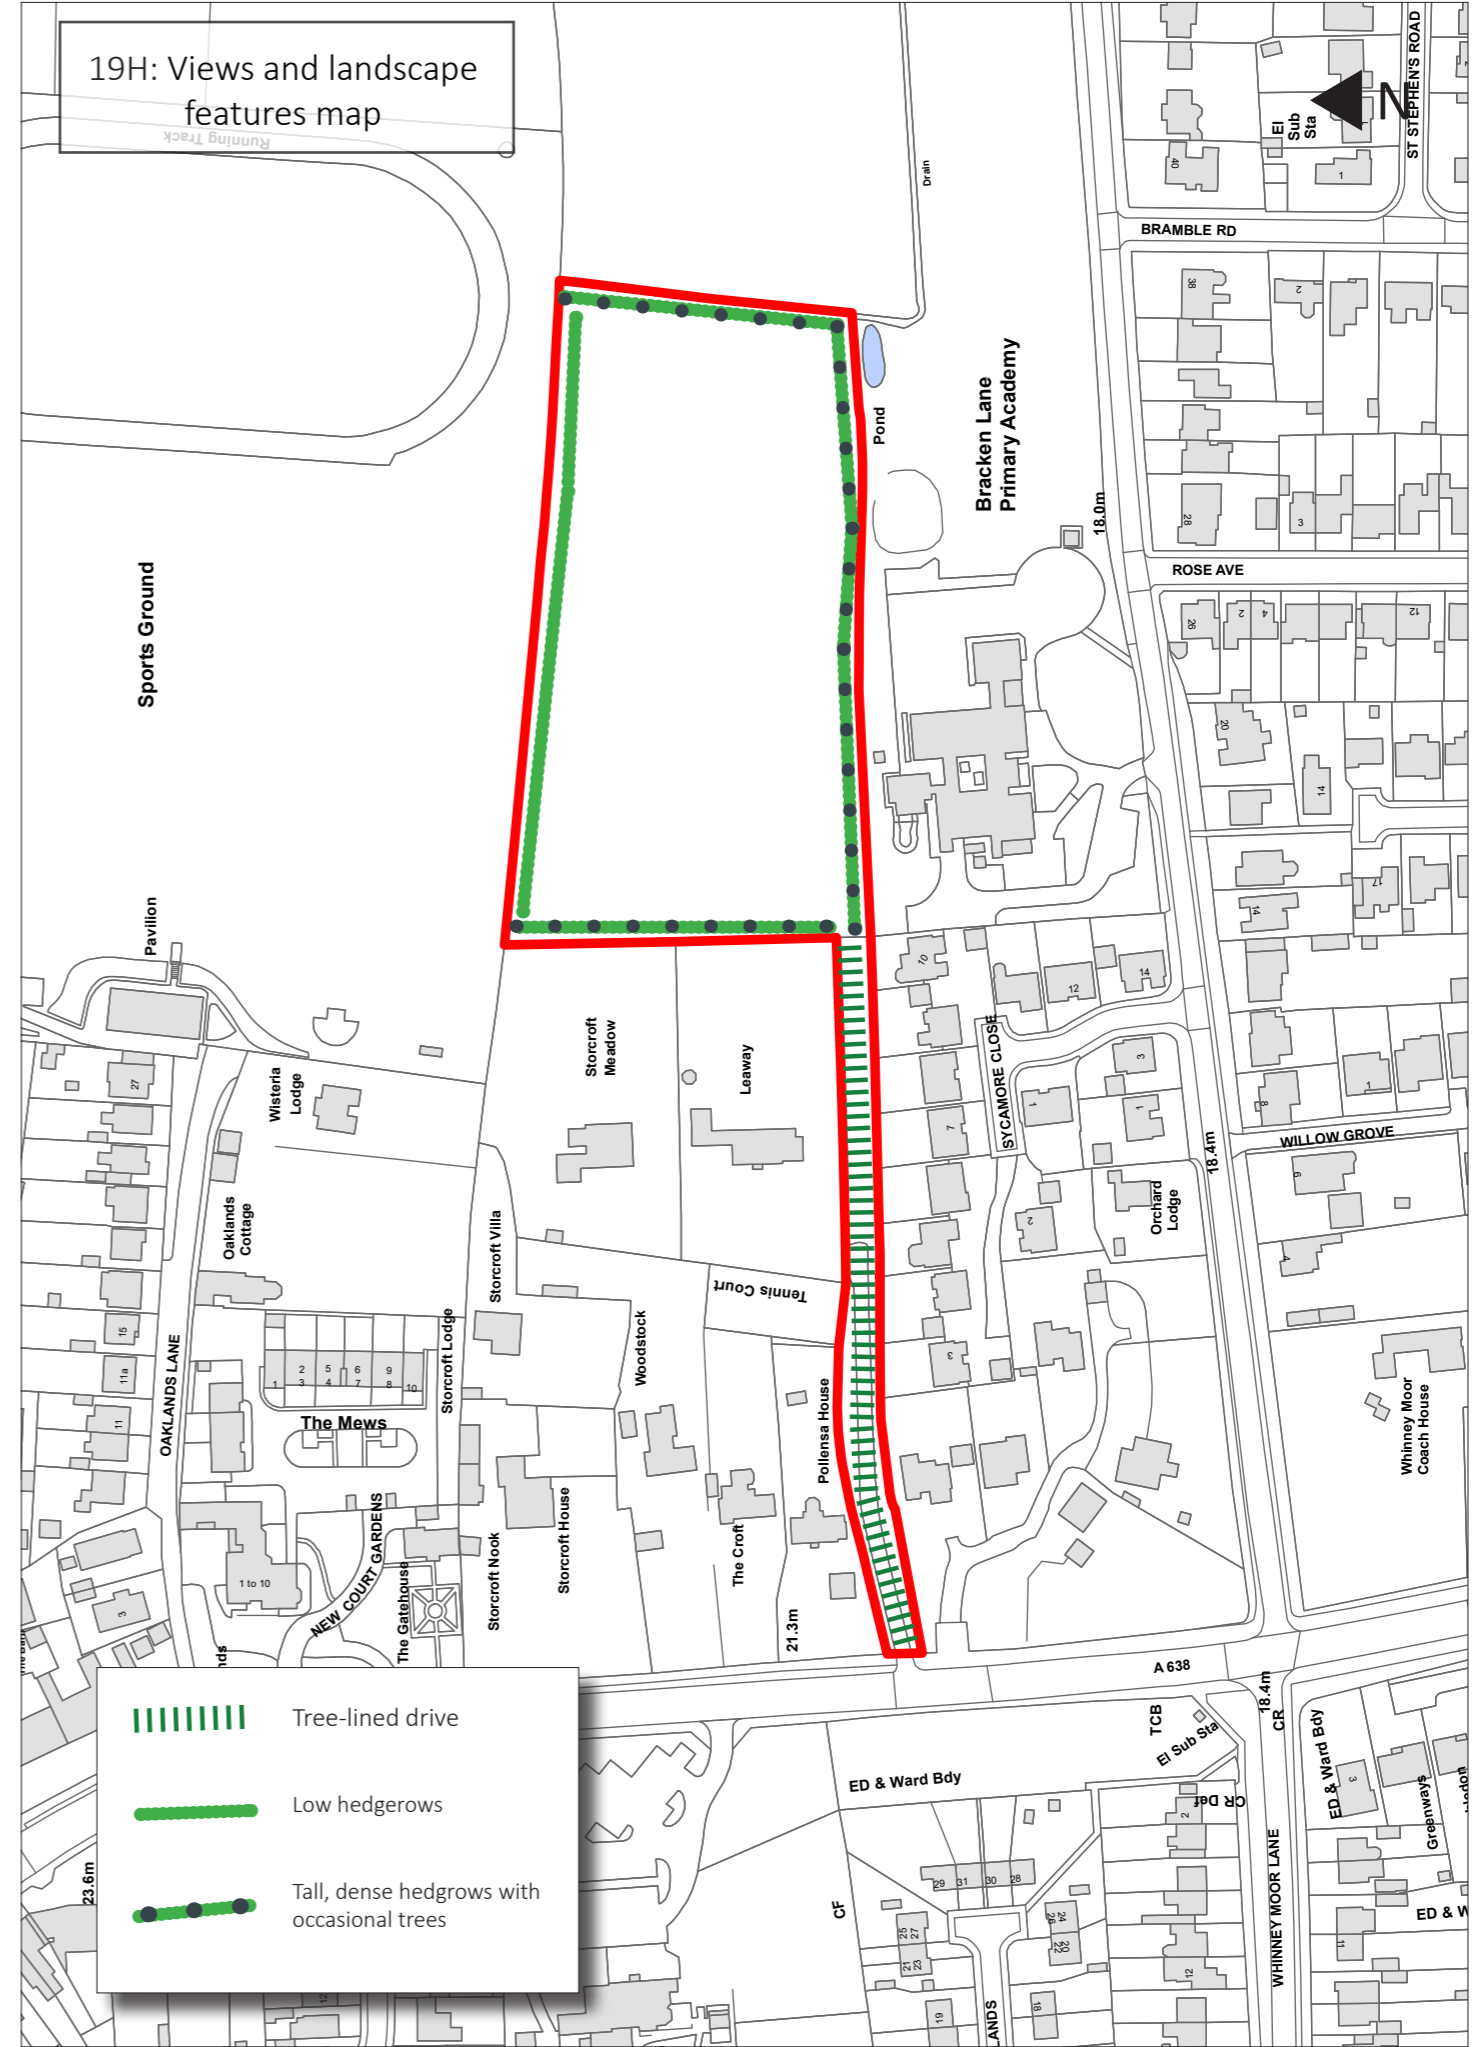 19H: Views and landscape
features map
Running Track
N
ST STEPHEN'S ROAD
El
Sub
Sta
40
1
Drain
BRAMBLE RD
38
2
Pond
Bracken Lane
Primary Academy
18.0m
28
3
ROSE AVE
26
2
4
12
Sports Ground
20
14
17
14
Pavilion
10
12
14
SYCAMORE CLOSE
Storcroft
Meadow
Leaway
27
Wisteria
Lodge
3
1
1
7
8
1
WILLOW GROVE
18.4m
6
Orchard
Lodge
2
4
Oaklands
Cottage
Storcroft Villa
Tennis Court
Woodstock
Storcroft Lodge
15
11a
11
OAKLANDS LANE
2
5
6
9
1
3
4
7
8
10
The Mews
3
Pollensa House
Whinney Moor
Coach House
NEW COURT GARDENS
The Gatehouse
Storcroft Nook
Storcroft House
The Croft
1 to 10
3
nds
21.3m
A 638
18.4m
CR
TCB
El Sub Sta
ED & Ward Bdy
ED & Ward Bdy
3
Greenways
CR Def
2
WHINNEY MOOR LANE
Tree-lined drive
Low hedgerows
Tall, dense hedgrows with
occasional trees
23.6m
CF
29
31
30
28
25
27
21
23
26
24
22
20
19
18
LANDS
12
11
ED & W
12